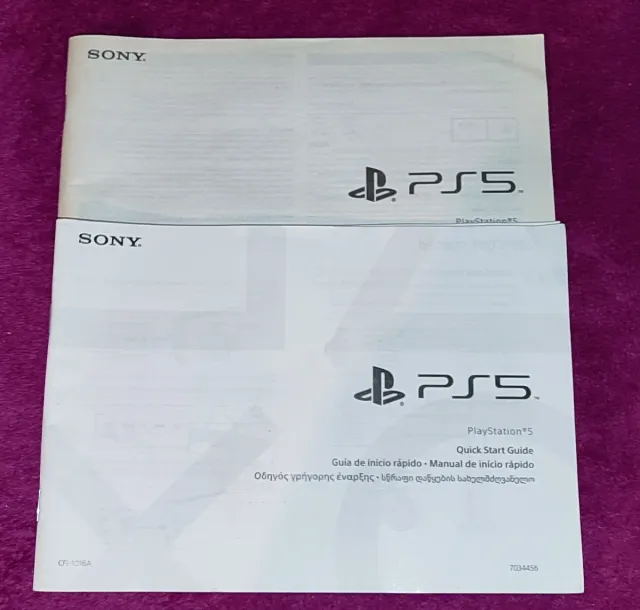 SONY
PS5
PlayStation®5
SONY
PS5
PlayStation®5
Quick Start Guide
Guía de inicio rápido • Manual de início rápido
Οδηγός γρήγορης έναρξης • სწრაფი დაწყების სახელმძღვანელო
CFI-1016A
7034456